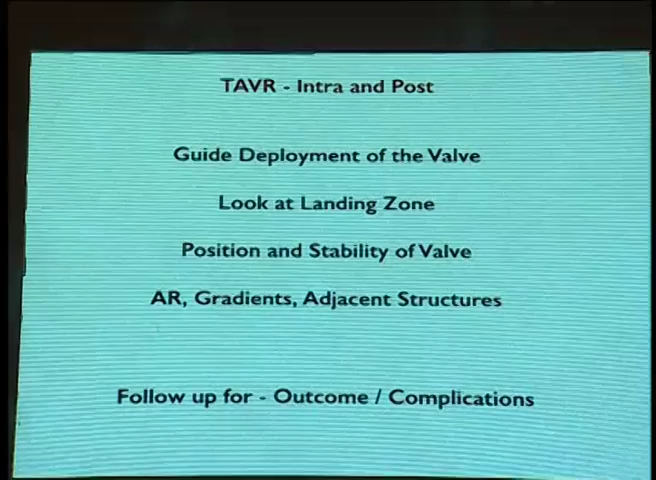 TAVR - Intra and Post
Guide Deployment of the Valve
Look at Landing Zone
Position and Stability of Valve
AR, Gradients, Adjacent Structures
Follow up for - Outcome / Complications